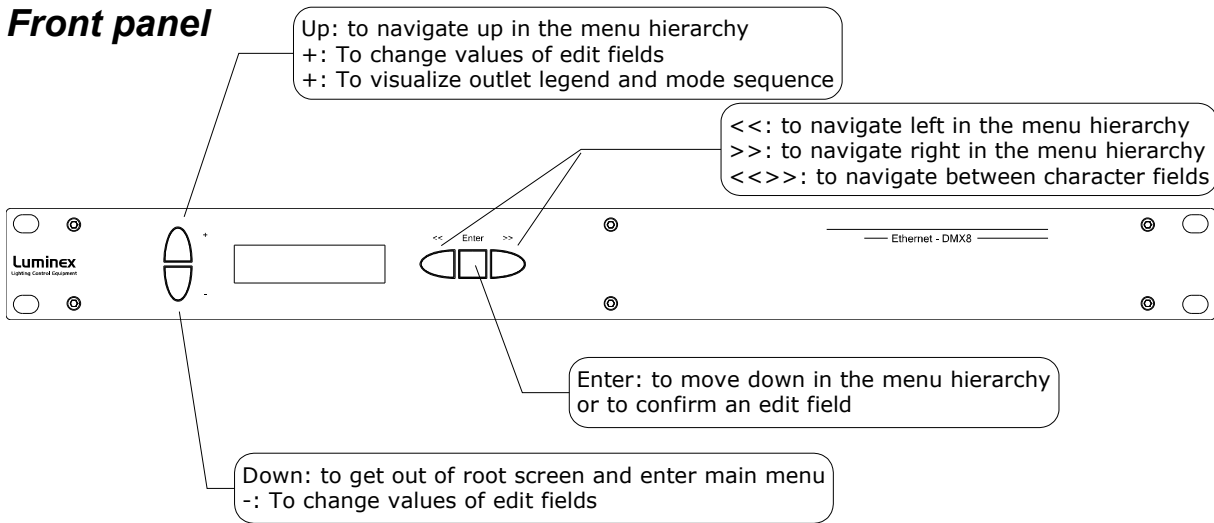 Front panel
Up: to navigate up in the menu hierarchy
+: To change values of edit fields
+: To visualize outlet legend and mode sequence
<<: to navigate left in the menu hierarchy
>>: to navigate right in the menu hierarchy
<<>>: to navigate between character fields
+
<< Enter >>
Ethernet - DMX8
Luminex
Lighting Control Equipment
-
Enter: to move down in the menu hierarchy
or to confirm an edit field
Down: to get out of root screen and enter main menu
-: To change values of edit fields